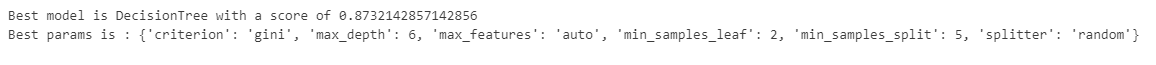 Best model is DecisionTree with a score of 0.8732142857142856
Best params is : {'criterion': 'gini', 'max_depth': 6, 'max_features': 'auto', 'min_samples_leaf': 2, 'min_samples_split': 5, 'splitter': 'random'}